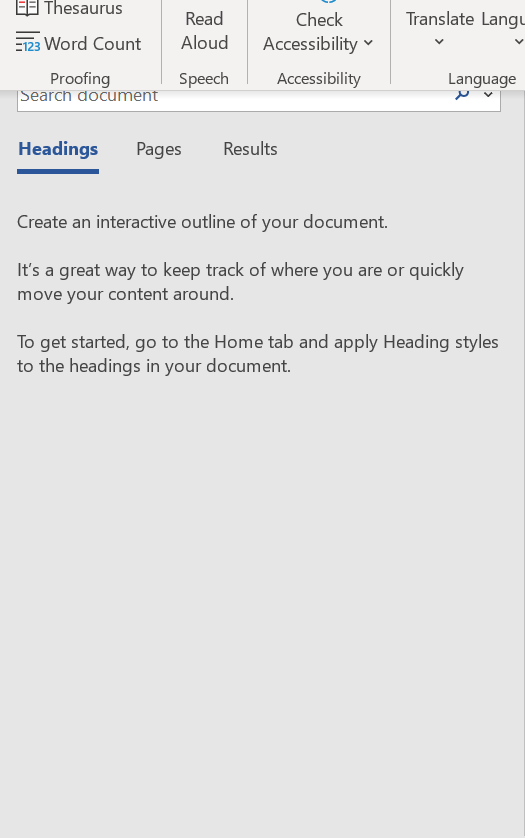 Thesaurus
123 Word Count
Proofing
Read
Aloud
Speech
Check
Accessibility
Accessibility
Translate
Language
Search document
Headings Pages Results
Create an interactive outline of your document.
It's a great way to keep track of where you are or quickly
move your content around.
To get started, go to the Home tab and apply Heading styles
to the headings in your document.